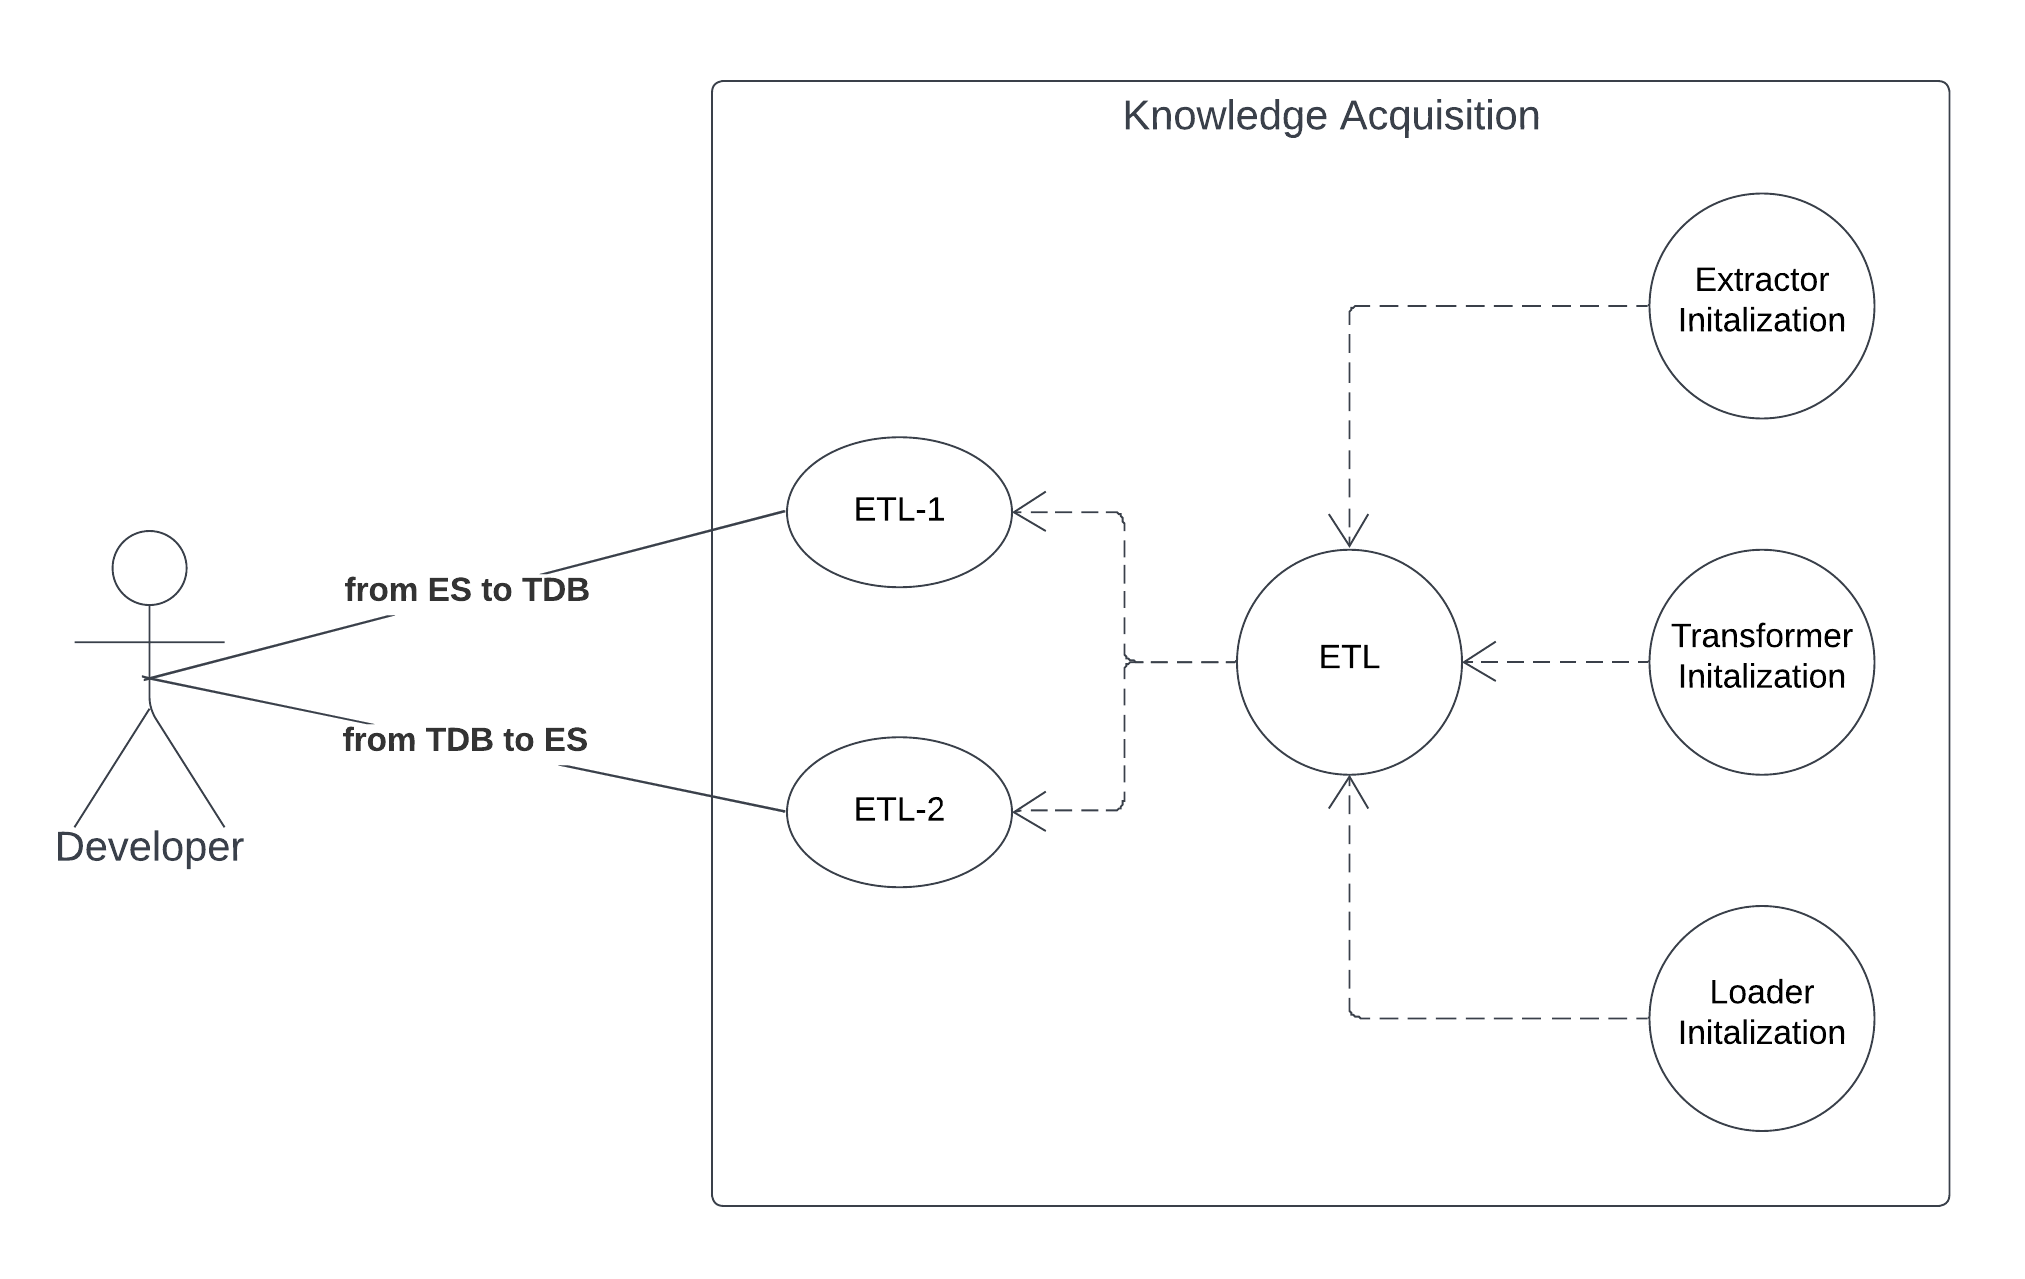 Knowledge Acquisition
Extractor
Initalization
ETL-1
from ES to TDB
ETL
Transformer
Initalization
from TDB to ES
ETL-2
Developer
Loader
Initalization